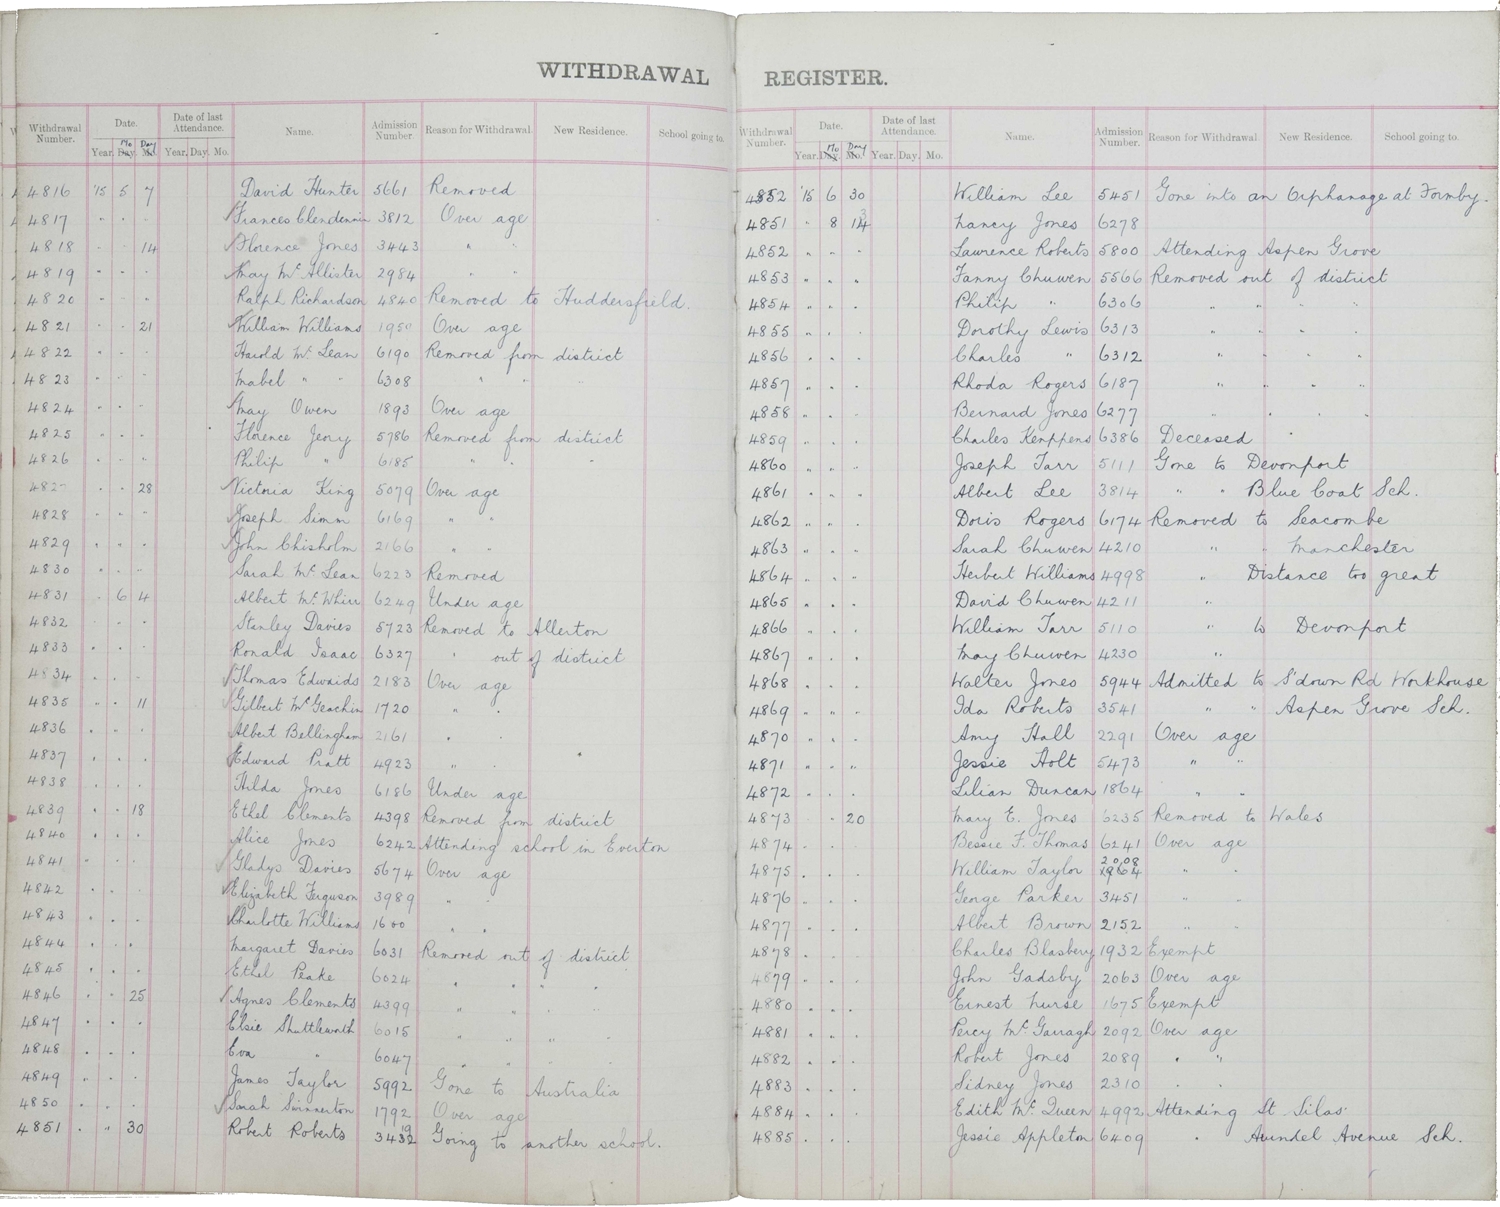 WITHDRAWAL
Withdrawal Number. Date. Date of last Attendance. Name. Admission Number Reason for Withdrawal. New Residence. School going to.
Mo Day
Year. Day. Mo. Year. Day. Mo.
4816 '15 5 7 David Hunter 5661 Removed
4817 " " " Frances Clendennin 3812 Over age
4818 " " 14 Florence Jones 3443 " "
4819 " " " May McAllister 2984 " "
4820 " " " Ralph Richardson 4840 Removed to Huddersfield.
4821 " " 21 William Williams 1950 Over age
4822 " " " Harold McLean 6190 Removed from district
4823 " " " Mabel " " 6308 " " "
4824 " " " May Owen 1893 Over age
4825 " " " Florence Jeory 5786 Removed from district
4826 " " " Philip " 6185 " " "
482- " " 28 Victoria King 5079 Over age
4828 " " " Joseph Simm 6169 " "
4829 " " " John Chisholm 2166 " "
4830 " " " Sarah McLean 6223 Removed
4831 " 6 4 Albert McWhirr 6249 Under age
4832 " " Stanley Davies 5723 Removed to Allerton
4833 " " " Ronald Isaac 6327 " out of district
4834 " " " Thomas Edwards 2183 Over age
4835 " " 11 Gilbert McGeachin 1720 " "
4836 " " " Albert Bellingham 2161 " "
4837 " " " Edward Pratt 4923 " "
4838 " " " Hilda Jones 6186 Under age
4839 " " 18 Ethel Clements 4398 Removed from district
4840 " " " Alice Jones 6242 Attending school in Everton
4841 " " " Gladys Davies 5674 Over age
4842 " " " Elizabeth Ferguson 3989 " "
4843 " " " Charlotte Williams 1600 " "
4844 " " " Margaret Davies 6031 Removed out of district
4845 " " " Ethel Peake 6024 " " " "
4846 " " 25 Agnes Clements 4399 " " " "
4847 " " " Elsie Shuttleworth 6015 " " " "
4848 " " " Eva " 6047 " " " "
4849 " " " James Taylor 5992 Gone to Australia
4850 " " " Sarah Swinnerton 1792 Over age
4851 " " 30 Robert Roberts 3432 19 Going to another school.
REGISTER.
Withdrawal Number. Date. Date of last Attendance. Name. Admission Number. Reason for Withdrawal. New Residence. School going to.
Mo Day
Year. Day. Mo. Year. Day. Mo.
4852 '15 6 30 William Lee 5451 Gone into an Orphanage at Formby.
4851 " 8 13 Nancy Jones 6278
4852 " " " Lawrence Roberts 5800 Attending Aspen Grove
4853 " " " Fanny Chuwen 5566 Removed out of district
4854 " " " Philip " 6306 " " " "
4855 " " " Dorothy Lewis 6313 " " " "
4856 " " " Charles " 6312 " " " "
4857 " " " Rhoda Rogers 6187 " " " "
4858 " " " Bernard Jones 6277 " " " "
4859 " " " Charles Kenppens 6386 Deceased
4860 " " " Joseph Tarr 5111 Gone to Devonport
4861 " " " Albert Lee 3814 " " Blue Coat Sch.
4862 " " " Doris Rogers 6174 Removed to Seacombe
4863 " " " Sarah Chuwen 4210 " " Manchester
4864 " " " Herbert Williams 4998 " Distance too great
4865 " " " David Chuwen 4211 "
4866 " " " William Tarr 5110 " to Devonport
4867 " " " May Chuwen 4230 "
4868 " " " Walter Jones 5944 Admitted to S'down Rd Workhouse
4869 " " " Ida Roberts 3541 " " Aspen Grove Sch.
4870 " " " Amy Hall 2291 Over age
4871 " " " Jessie Holt 5473 " "
4872 " " " Lilian Duncan 1864 " "
4873 " " 20 Mary E. Jones 6235 Removed to Wales
4874 " " " Bessie F. Thomas 6241 Over age
4875 " " " William Taylor 2008 " "
4876 " " " George Parker 3451 " "
4877 " " " Albert Brown 2152 " "
4878 " " " Charles Blasbery 1932 Exempt
4879 " " " John Gadsby 2063 Over age
4880 " " " Ernest Nurse 1675 Exempt
4881 " " " Percy McGarragh 2092 Over age
4882 " " " Robert Jones 2089 " "
4883 " " " Sidney Jones 2310 " "
4884 " " " Edith McQueen 4992 Attending St Silas'
4885 " " " Jessie Appleton 6409 " Arundel Avenue Sch.